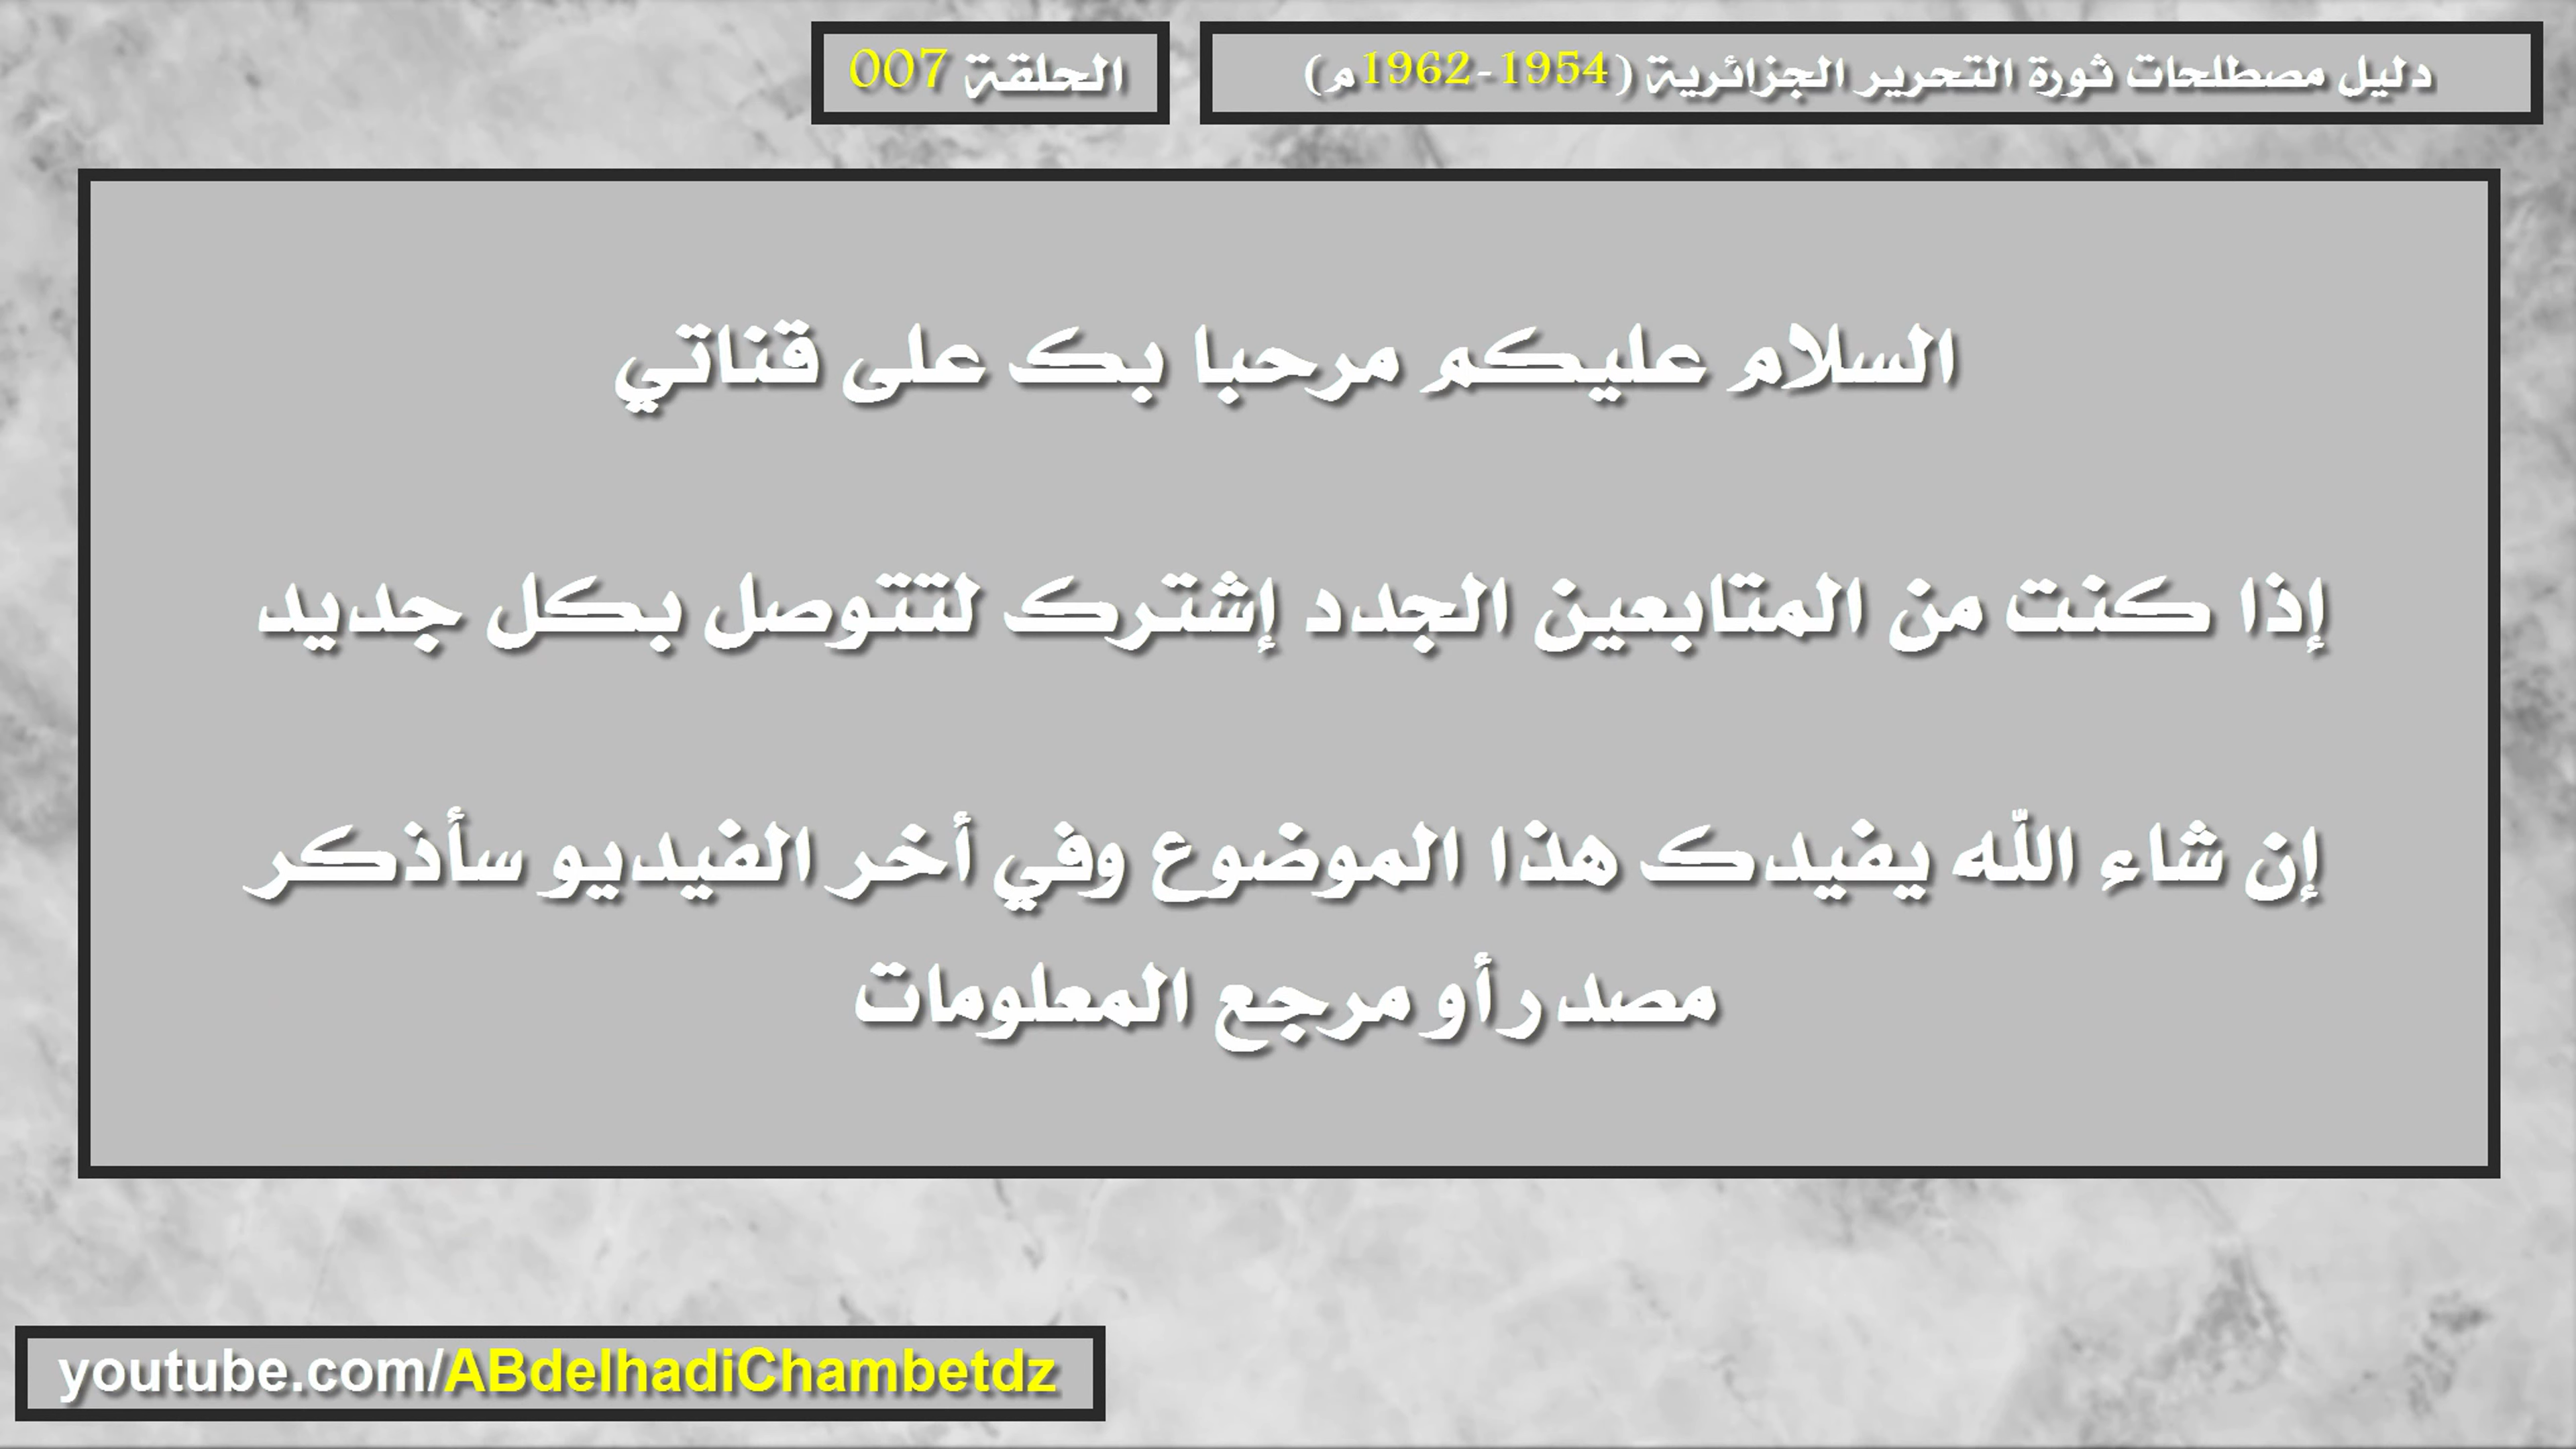 دليل مصطلحات ثورة التحرير الجزائرية (1954-1962م)
الحلقة 007
السلام عليكم مرحبا بك على قناتي
إذا كنت من المتابعين الجدد إشترك لتتوصل بكل جديد
إن شاء الله يفيدك هذا الموضوع وفي أخر الفيديو سأذكر
مصدر أو مرجع المعلومات
youtube.com/ABdelhadiChambetdz